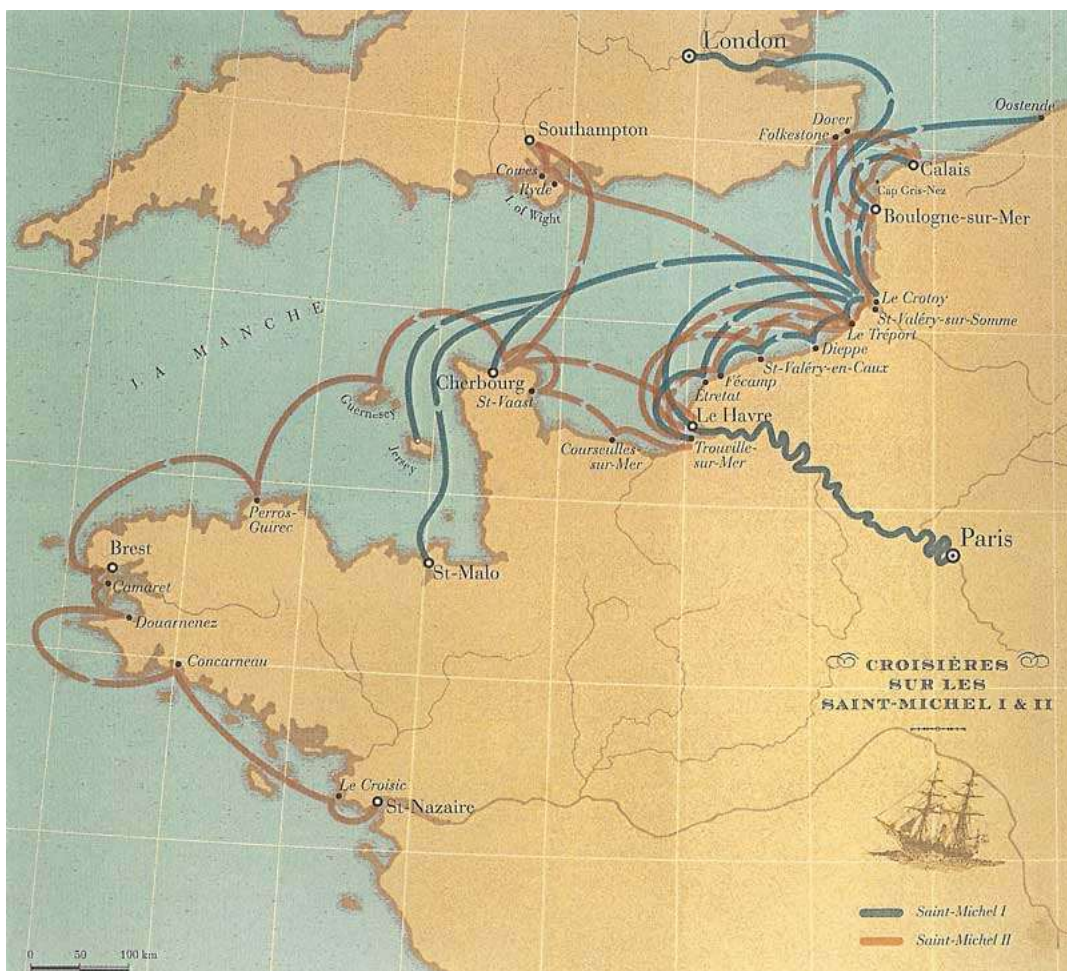 London
Oostende
Dover
Folkestone
Southampton
Calais
Cowes
Ryde
Cap Gris-Nez
I. of Wight
Boulogne-sur-Mer
LA MANCHE
Le Crotoy
St-Valéry-sur-Somme
Le Tréport
Dieppe
St-Valéry-en-Caux
Cherbourg
Fécamp
Étretat
St-Vaast
Guernesey
Le Havre
Jersey
Courseulles-
sur-Mer
Trouville-
sur-Mer
Perros-
Guirec
Paris
Brest
St-Malo
Camaret
Douarnenez
Concarneau
CROISIÈRES
SUR LES
SAINT-MICHEL I & II
Le Croisic
St-Nazaire
Saint-Michel I
Saint-Michel II
0 50 100 km